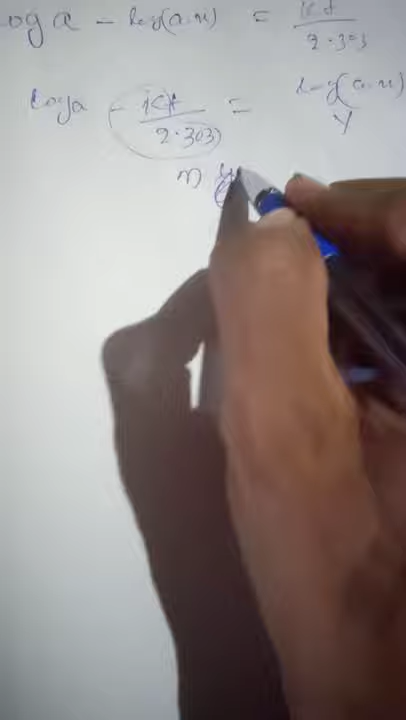 log a - log(a-x) = kt/2.303
log a - kt/2.303 = log(a-x)
y
m